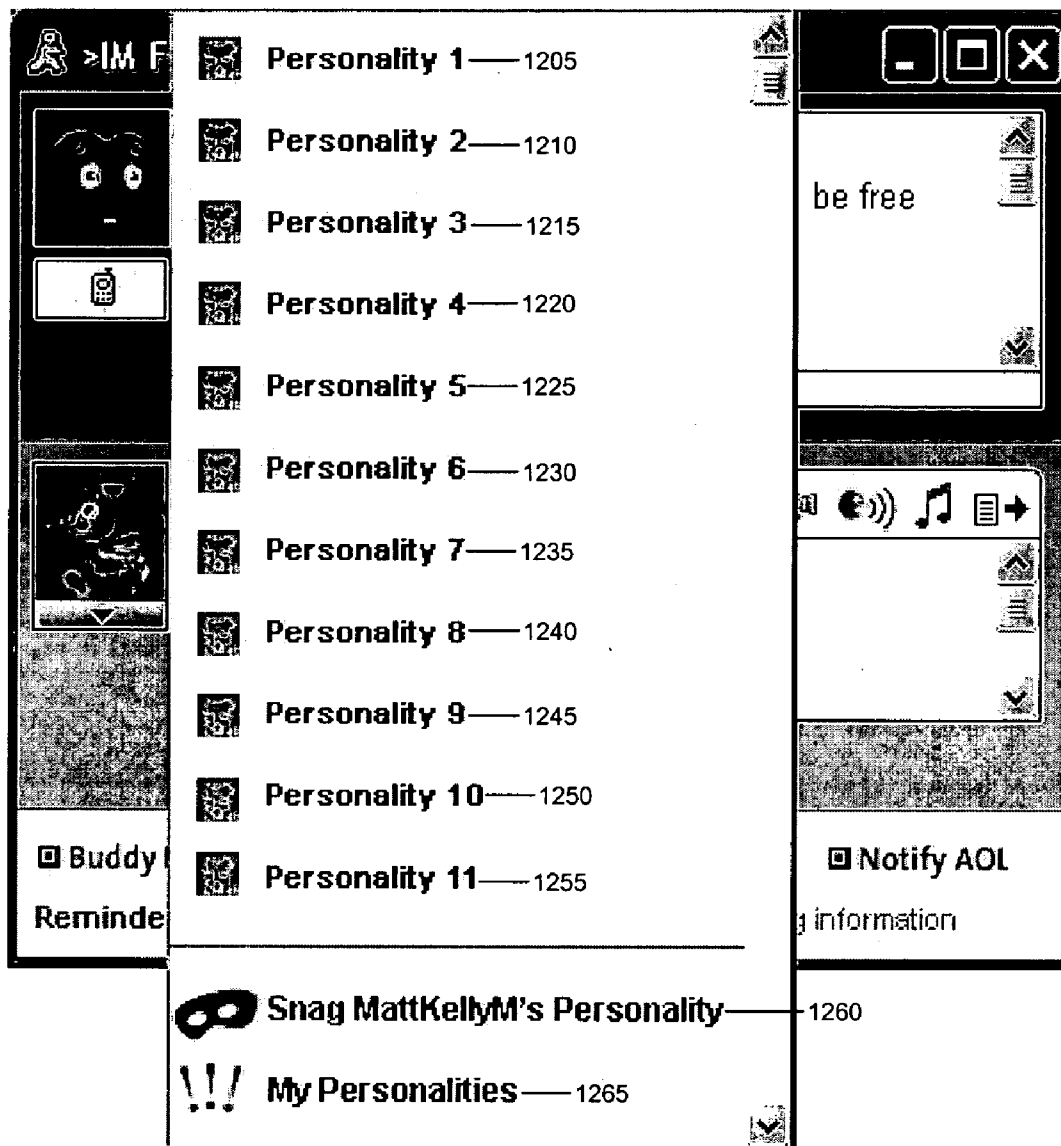 >IM F
Personality 1 1205
Personality 2 1210
be free
Personality 3 1215
Personality 4 1220
Personality 5 1225
Personality 6 1230
Personality 7 1235
Personality 8 1240
Personality 9 1245
Personality 10 1250
Buddy Notify AOL
Personality 11 1255
Reminde information
Snag MattKellyM's Personality 1260
My Personalities 1265